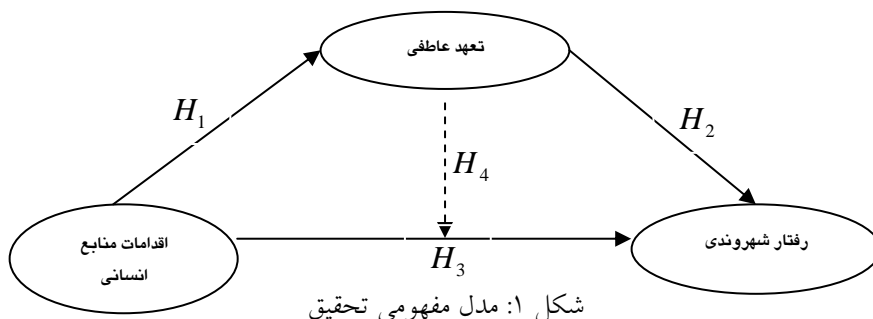 تعهد عاطفی
H1
H2
H4
اقدامات منابع
انسانی
رفتار شهروندی
H3
شکل ۱: مدل مفهومی تحقیق